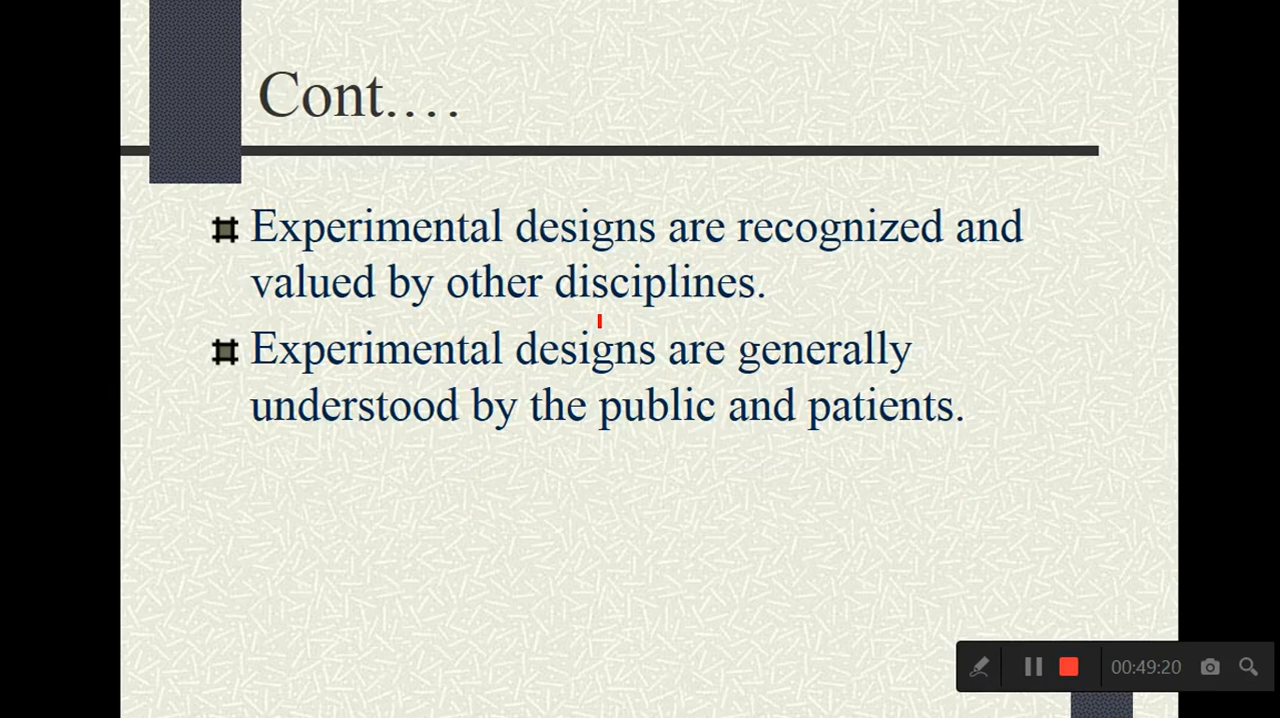 Cont.…
Experimental designs are recognized and
valued by other disciplines.
Experimental designs are generally
understood by the public and patients.
00:49:20